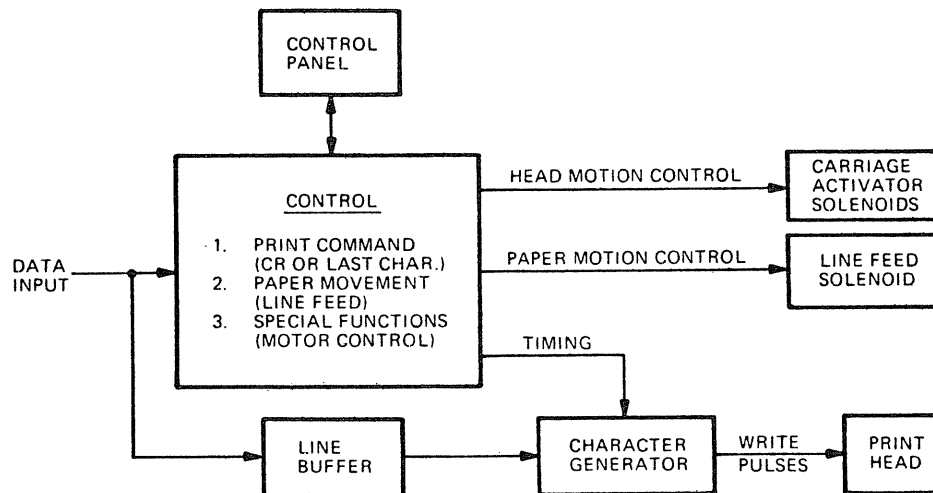 CONTROL
PANEL
HEAD MOTION CONTROL
CARRIAGE
ACTIVATOR
SOLENOIDS
CONTROL
1. PRINT COMMAND
(CR OR LAST CHAR.)
2. PAPER MOVEMENT
(LINE FEED)
3. SPECIAL FUNCTIONS
(MOTOR CONTROL)
DATA
INPUT
PAPER MOTION CONTROL
LINE FEED
SOLENOID
TIMING
LINE
BUFFER
CHARACTER
GENERATOR
WRITE
PULSES
PRINT
HEAD